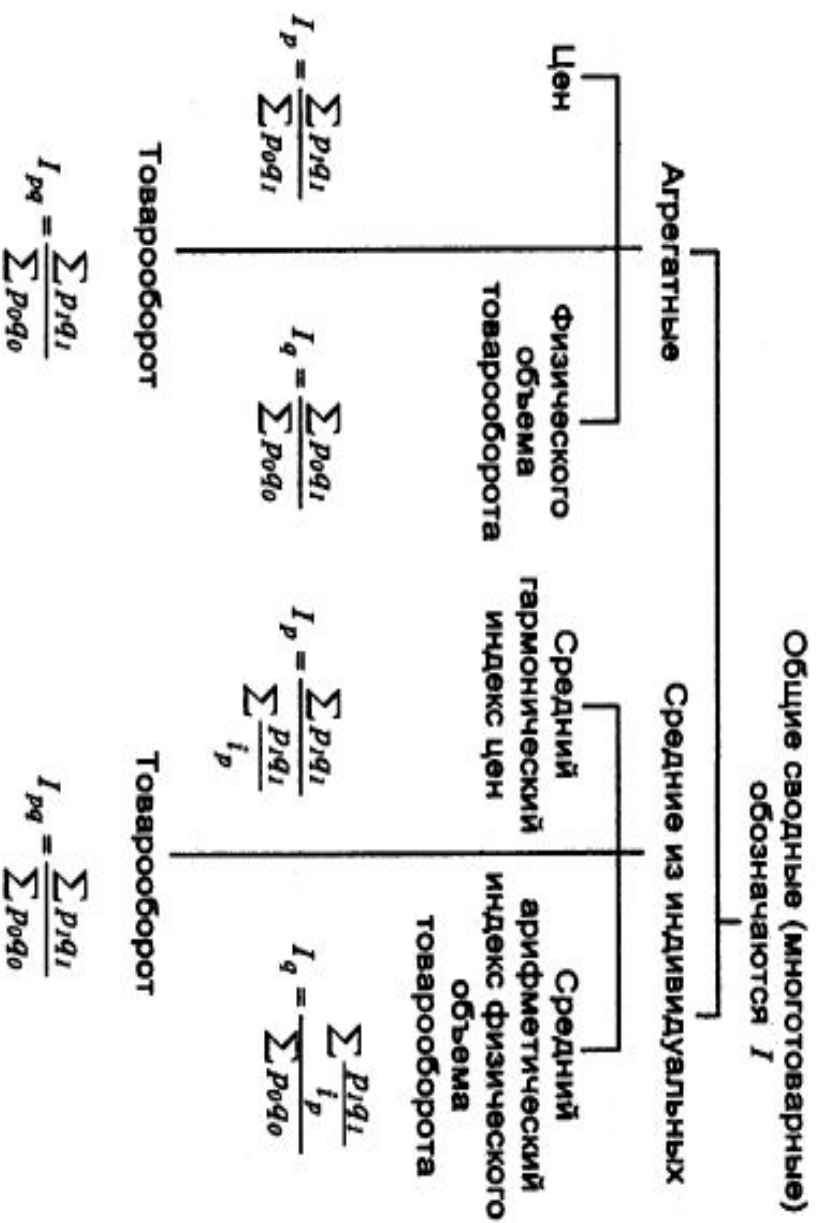 Общие сводные (многотоварные)
обозначаются I
Агрегатные
Средние из индивидуальных
Цен
физического
объема
товарооборота
Средний
гармонический
индекс цен
Средний
арифметический
индекс физического
объема
товарооборота
I_p = ∑ p₁q₁ / ∑ p₀q₁
I_q = ∑ p₀q₁ / ∑ p₀q₀
I_p = ∑ p₁q₁ / ∑ (p₁q₁ / i_p)
I_q = ∑ (p₁q₁ / i_p) / ∑ p₀q₀
Товарооборот
Товарооборот
I_pq = ∑ p₁q₁ / ∑ p₀q₀
I_pq = ∑ p₁q₁ / ∑ p₀q₀